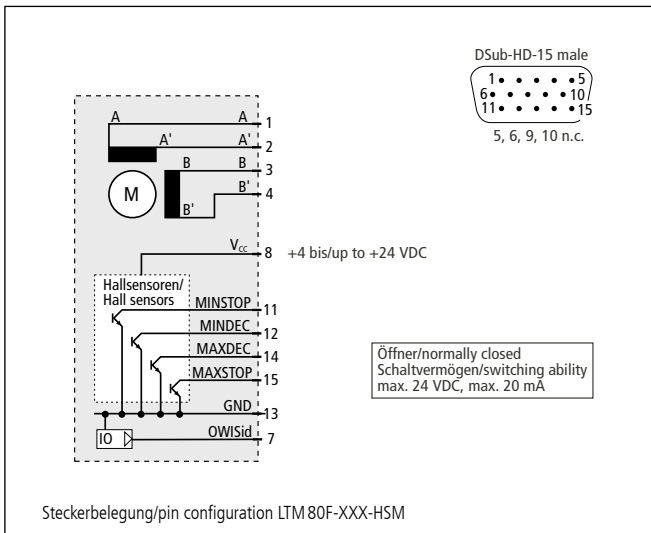 DSub-HD-15 male
1 5
6 10
11 15
5, 6, 9, 10 n.c.
A A 1
A' A' 2
B B 3
M
B' 4
B'
Vcc 8 +4 bis/up to +24 VDC
Hallsensoren/
Hall sensors
MINSTOP 11
MINDEC 12
MAXDEC 14
MAXSTOP 15
Öffner/normally closed
Schaltvermögen/switching ability
max. 24 VDC, max. 20 mA
GND 13
IO OWISid 7
Steckerbelegung/pin configuration LTM 80F-XXX-HSM